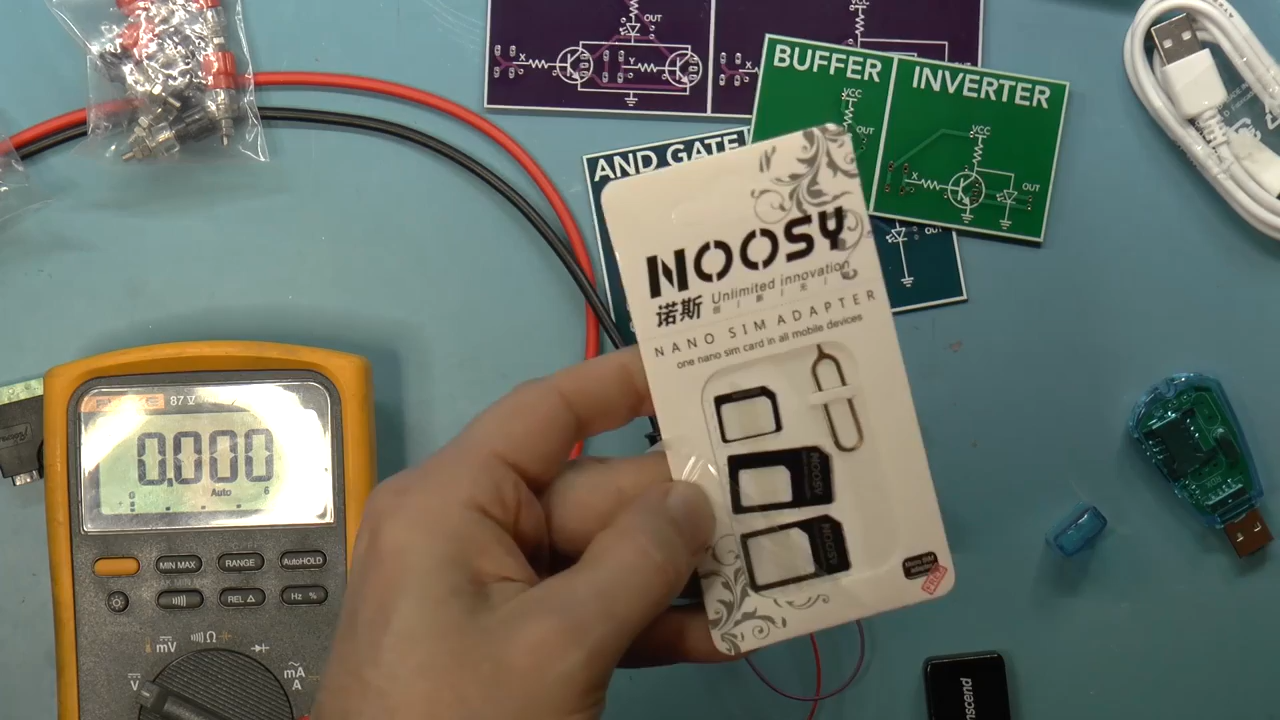 OUT
X
Y
X
BUFFER
VCC
OUT
INVERTER
VCC
X
OUT
AND GATE
NOOSY
诺斯 Unlimited innovation
NANO SIM ADAPTER
one nano sim card in all mobile devices
NOOSY
NOOSY
87 V
0.000
Auto 6
MIN MAX
RANGE
AutoHOLD
REL Δ
Hz %
mV
Ω
V
mA
A